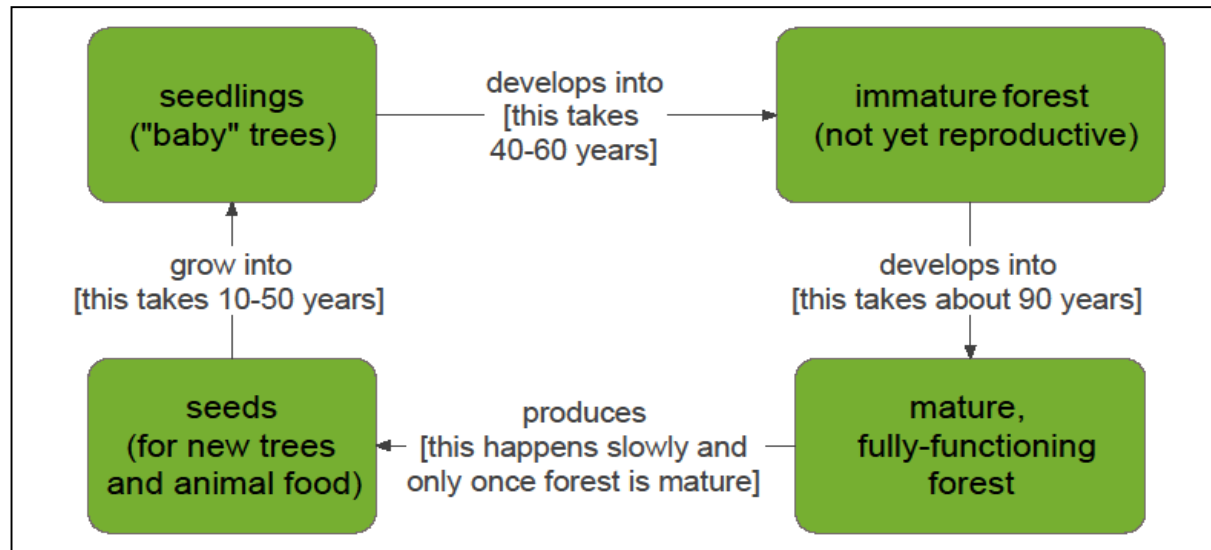 seedlings
("baby" trees)
develops into
[this takes
40-60 years]
immature forest
(not yet reproductive)
develops into
[this takes about 90 years]
mature,
fully-functioning
forest
produces
[this happens slowly and
only once forest is mature]
seeds
(for new trees
and animal food)
grow into
[this takes 10-50 years]